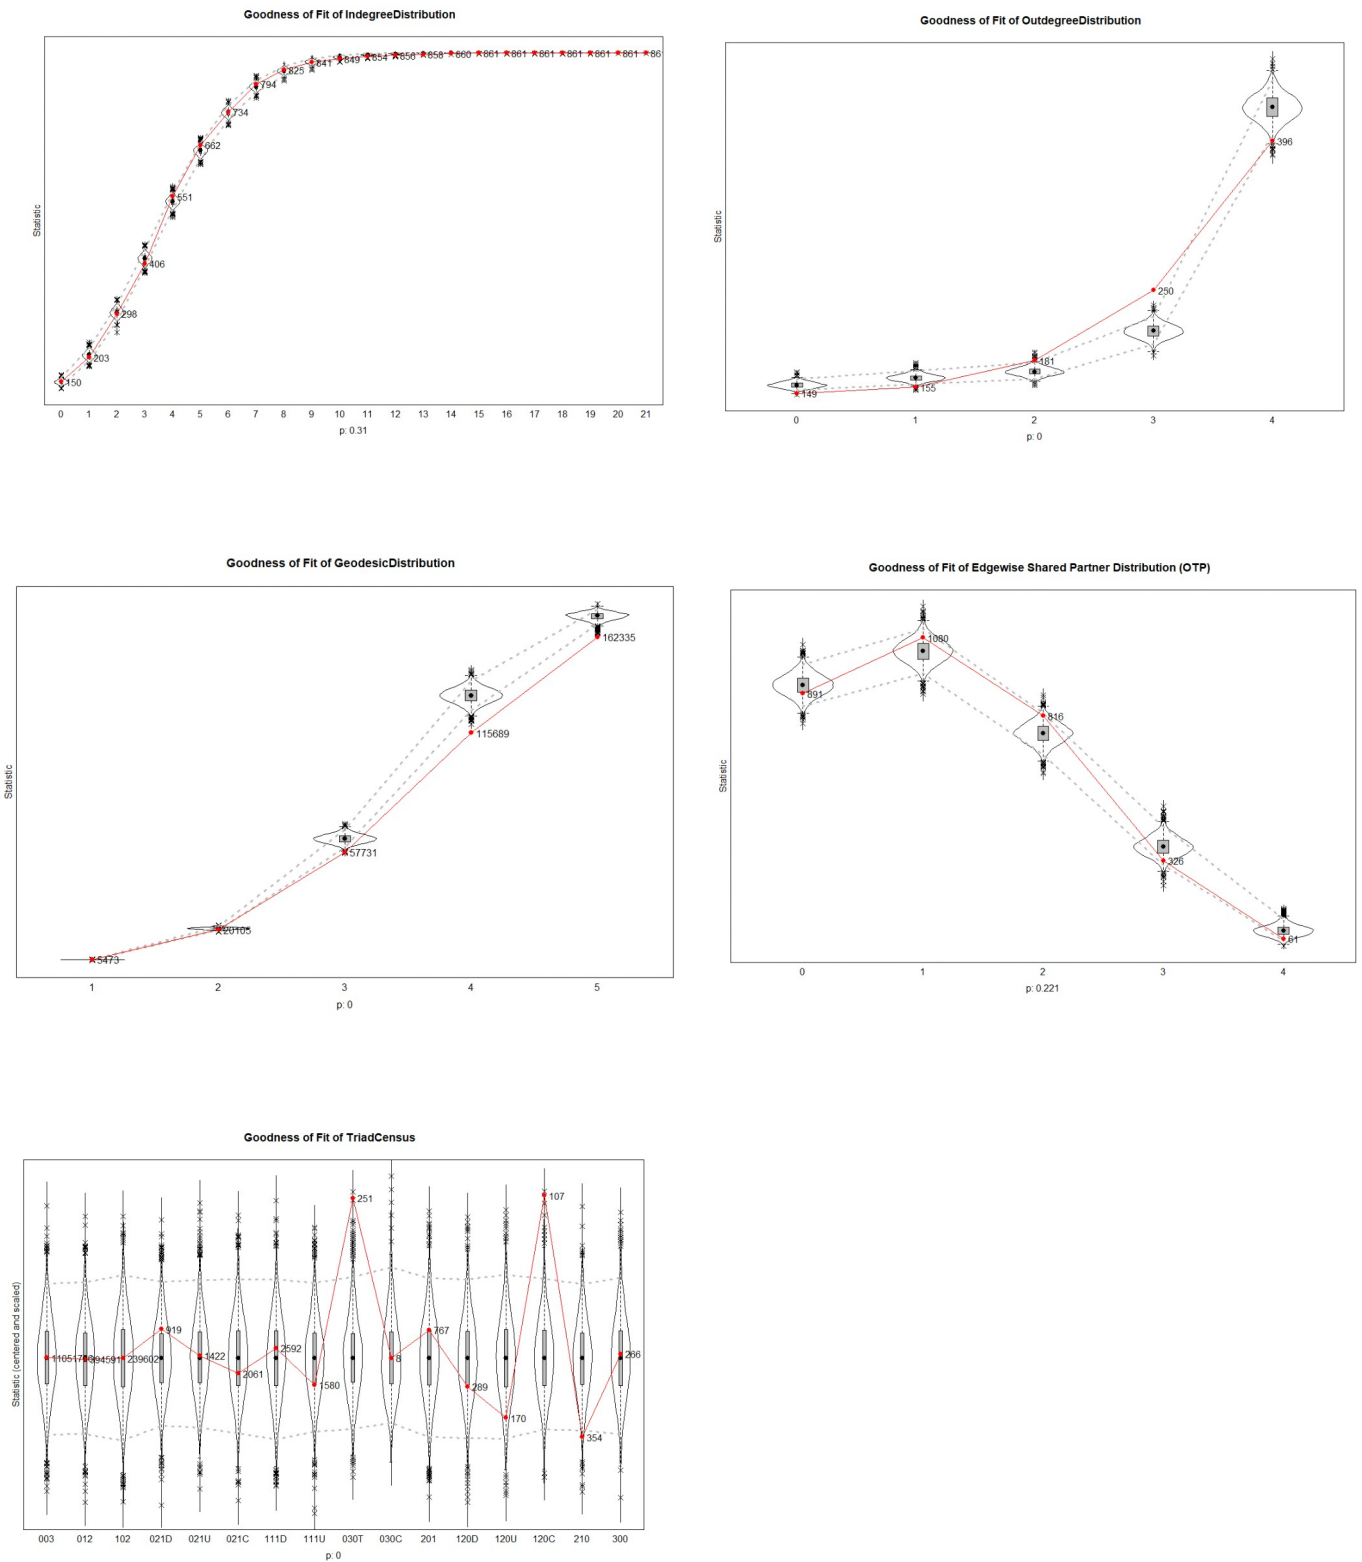 Goodness of Fit of IndegreeDistribution
Statistic
150
203
298
406
551
662
734
794
825
841
849
854
856
858
860
861
861
861
861
861
861
86
0 1 2 3 4 5 6 7 8 9 10 11 12 13 14 15 16 17 18 19 20 21
p: 0.31
Goodness of Fit of OutdegreeDistribution
Statistic
149
155
181
250
396
0 1 2 3 4
p: 0
Goodness of Fit of GeodesicDistribution
Statistic
5473
20105
57731
115689
162335
1 2 3 4 5
p: 0
Goodness of Fit of Edgewise Shared Partner Distribution (OTP)
Statistic
891
1080
816
326
61
0 1 2 3 4
p: 0.221
Goodness of Fit of TriadCensus
Statistic (centered and scaled)
394591
239602
919
1422
2061
2592
1580
251
8
767
289
170
107
354
266
003 012 102 021D 021U 021C 111D 111U 030T 030C 201 120D 120U 120C 210 300
p: 0